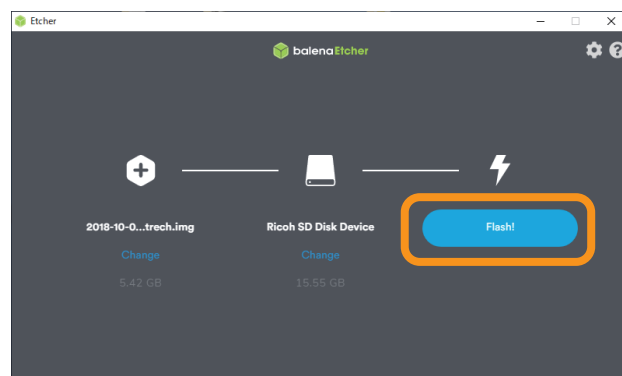 Etcher
balenaEtcher
2018-10-0...trech.img
Ricoh SD Disk Device
Flash!
Change
Change
5.42 GB
15.55 GB